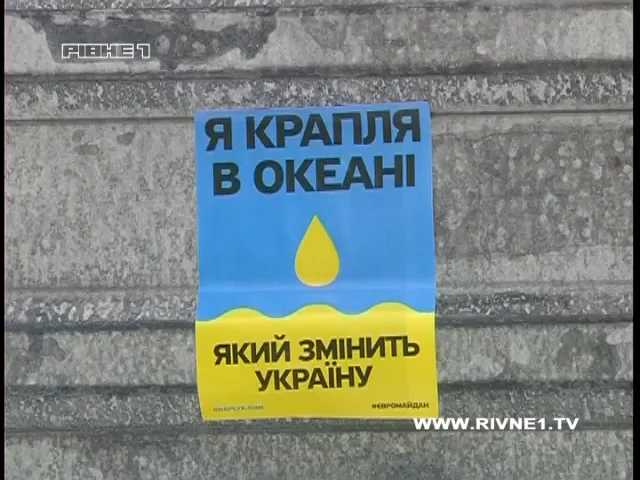 РІВНЕ 1
Я КРАПЛЯ
В ОКЕАНІ
ЯКИЙ ЗМІНИТЬ
УКРАЇНУ
#ЄВРОМАЙДАН
WWW.RIVNE1.TV